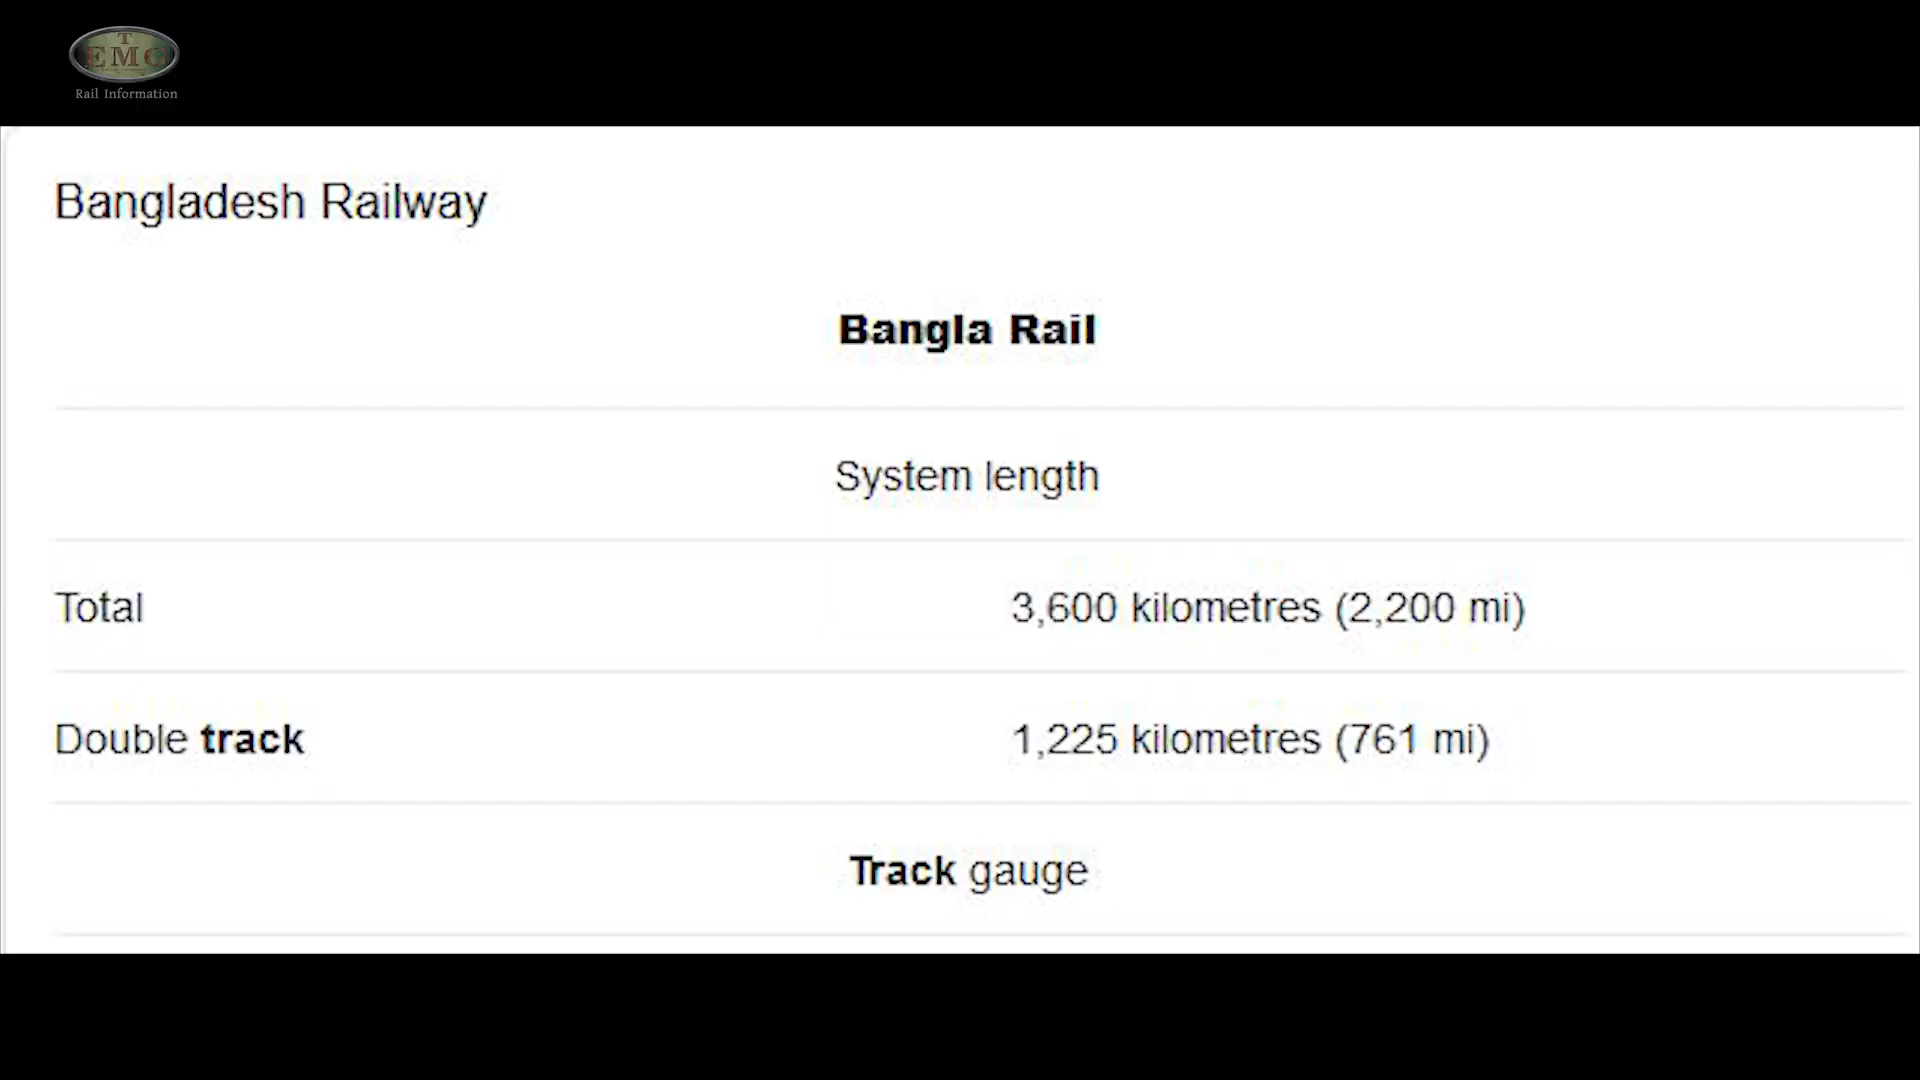 T
EMG
Rail Information
Bangladesh Railway
Bangla Rail
System length
Total 3,600 kilometres (2,200 mi)
Double track 1,225 kilometres (761 mi)
Track gauge